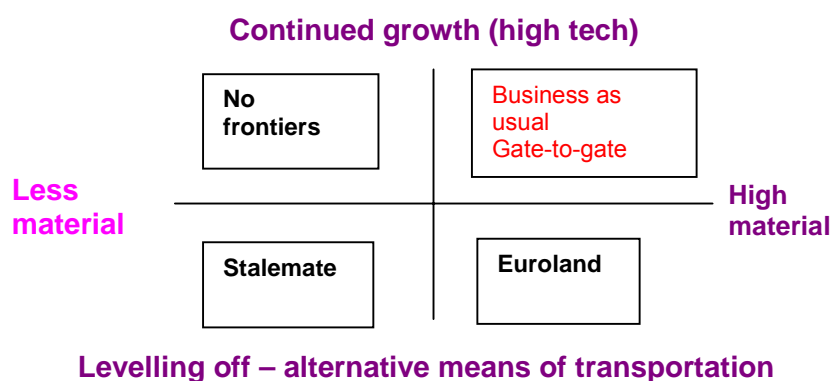 Continued growth (high tech)
No
frontiers
Business as
usual
Gate-to-gate
Less
material
High
material
Stalemate
Euroland
Levelling off – alternative means of transportation